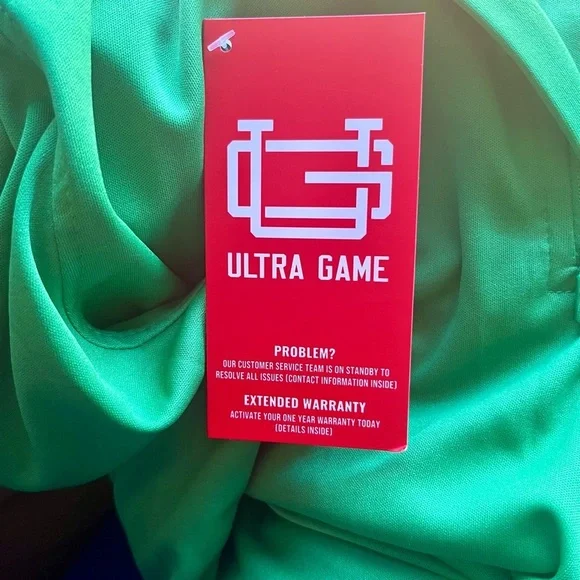 UG
ULTRA GAME
PROBLEM?
OUR CUSTOMER SERVICE TEAM IS ON STANDBY TO
RESOLVE ALL ISSUES (CONTACT INFORMATION INSIDE)
EXTENDED WARRANTY
ACTIVATE YOUR ONE YEAR WARRANTY TODAY
(DETAILS INSIDE)